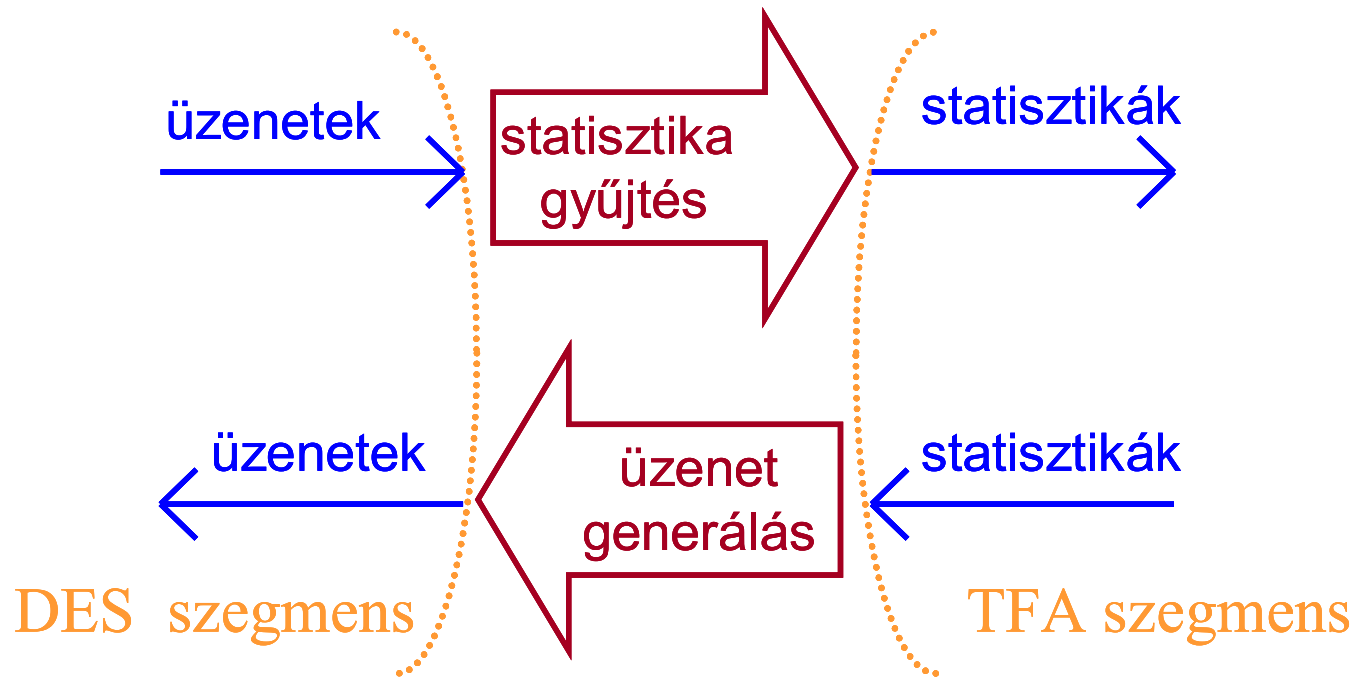 üzenetek
statisztika
gyűjtés
statisztikák
üzenetek
üzenet
generálás
statisztikák
DES szegmens
TFA szegmens